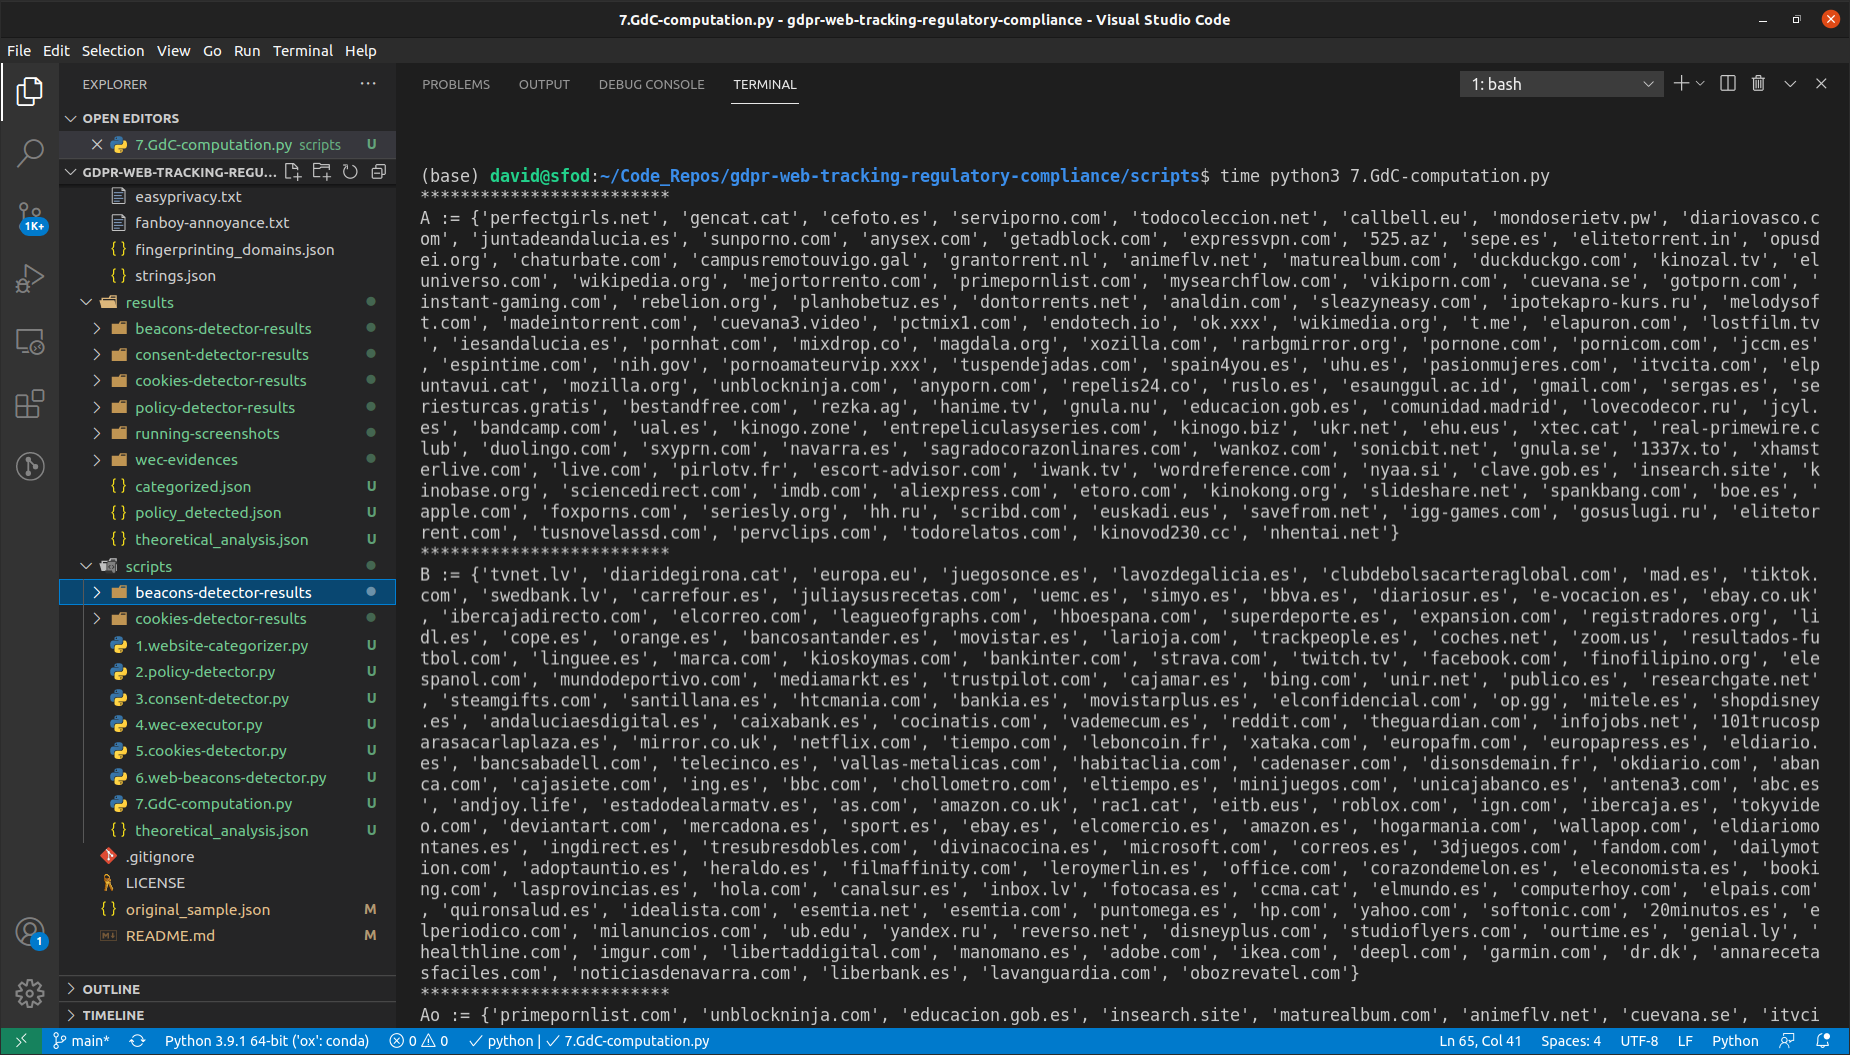 7.GdC-computation.py - gdpr-web-tracking-regulatory-compliance - Visual Studio Code
File Edit Selection View Go Run Terminal Help
EXPLORER
OPEN EDITORS
7.GdC-computation.py scripts U
GDPR-WEB-TRACKING-REGU...
easyprivacy.txt
fanboy-annoyance.txt
{} fingerprinting_domains.json
{} strings.json
results
beacons-detector-results
consent-detector-results
cookies-detector-results
policy-detector-results
running-screenshots
wec-evidences
{} categorized.json U
{} policy_detected.json U
{} theoretical_analysis.json U
scripts
beacons-detector-results
cookies-detector-results
1.website-categorizer.py U
2.policy-detector.py U
3.consent-detector.py U
4.wec-executor.py U
5.cookies-detector.py U
6.web-beacons-detector.py U
7.GdC-computation.py U
{} theoretical_analysis.json U
.gitignore
LICENSE
{} original_sample.json M
README.md M
OUTLINE
TIMELINE
1K+
1
PROBLEMS OUTPUT DEBUG CONSOLE TERMINAL
1: bash
(base) david@sfod:~/Code_Repos/gdpr-web-tracking-regulatory-compliance/scripts$ time python3 7.GdC-computation.py
*************************
A := {'perfectgirls.net', 'gencat.cat', 'cefoto.es', 'serviporno.com', 'todocoleccion.net', 'callbell.eu', 'mondoserietv.pw', 'diariovasco.c
om', 'juntadeandalucia.es', 'sunporno.com', 'anysex.com', 'getadblock.com', 'expressvpn.com', '525.az', 'sepe.es', 'elitetorrent.in', 'opusd
ei.org', 'chaturbate.com', 'campusremotouvigo.gal', 'grantorrent.nl', 'animeflv.net', 'maturealbum.com', 'duckduckgo.com', 'kinozal.tv', 'el
universo.com', 'wikipedia.org', 'mejortorrento.com', 'primepornlist.com', 'mysearchflow.com', 'vikiporn.com', 'cuevana.se', 'gotporn.com', '
instant-gaming.com', 'rebelion.org', 'planhobetuz.es', 'dontorrents.net', 'analdin.com', 'sleazyneasy.com', 'ipotekapro-kurs.ru', 'melodysof
t.com', 'madeintorrent.com', 'cuevana3.video', 'pctmix1.com', 'endotech.io', 'ok.xxx', 'wikimedia.org', 't.me', 'elapuron.com', 'lostfilm.tv
', 'iesandalucia.es', 'pornhat.com', 'mixdrop.co', 'magdala.org', 'xozilla.com', 'rarbgmirror.org', 'pornone.com', 'pornicom.com', 'jccm.es'
, 'espintime.com', 'nih.gov', 'pornoamateurvip.xxx', 'tuspendejadas.com', 'spain4you.es', 'uhu.es', 'pasionmujeres.com', 'itvcita.com', 'elp
untavui.cat', 'mozilla.org', 'unblockninja.com', 'anyporn.com', 'repelis24.co', 'ruslo.es', 'esaunggul.ac.id', 'gmail.com', 'sergas.es', 'se
riesturcas.gratis', 'bestandfree.com', 'rezka.ag', 'hanime.tv', 'gnula.nu', 'educacion.gob.es', 'comunidad.madrid', 'lovecodecor.ru', 'jcyl.
es', 'bandcamp.com', 'ual.es', 'kinogo.zone', 'entrepeliculasyseries.com', 'kinogo.biz', 'ukr.net', 'ehu.eus', 'xtec.cat', 'real-primewire.c
lub', 'duolingo.com', 'sxyprn.com', 'navarra.es', 'sagradocorazonlinares.com', 'wankoz.com', 'sonicbit.net', 'gnula.se', '1337x.to', 'xhamst
erlive.com', 'live.com', 'pirlotv.fr', 'escort-advisor.com', 'iwank.tv', 'wordreference.com', 'nyaa.si', 'clave.gob.es', 'insearch.site', 'k
inobase.org', 'sciencedirect.com', 'imdb.com', 'aliexpress.com', 'etoro.com', 'kinokong.org', 'slideshare.net', 'spankbang.com', 'boe.es', '
apple.com', 'foxporns.com', 'seriesly.org', 'hh.ru', 'scribd.com', 'euskadi.eus', 'savefrom.net', 'igg-games.com', 'gosuslugi.ru', 'elitetor
rent.com', 'tusnovelassd.com', 'pervclips.com', 'todorelatos.com', 'kinovod230.cc', 'nhentai.net'}
*************************
B := {'tvnet.lv', 'diaridegirona.cat', 'europa.eu', 'juegosonce.es', 'lavozdegalicia.es', 'clubdebolsacarteraglobal.com', 'mad.es', 'tiktok.
com', 'swedbank.lv', 'carrefour.es', 'juliaysusrecetas.com', 'uemc.es', 'simyo.es', 'bbva.es', 'diariosur.es', 'e-vocacion.es', 'ebay.co.uk'
, 'ibercajadirecto.com', 'elcorreo.com', 'leagueofgraphs.com', 'hboespana.com', 'superdeporte.es', 'expansion.com', 'registradores.org', 'li
dl.es', 'cope.es', 'orange.es', 'bancosantander.es', 'movistar.es', 'larioja.com', 'trackpeople.es', 'coches.net', 'zoom.us', 'resultados-fu
tbol.com', 'linguee.es', 'marca.com', 'kioskoymas.com', 'bankinter.com', 'strava.com', 'twitch.tv', 'facebook.com', 'finofilipino.org', 'ele
spanol.com', 'mundodeportivo.com', 'mediamarkt.es', 'trustpilot.com', 'cajamar.es', 'bing.com', 'unir.net', 'publico.es', 'researchgate.net'
, 'steamgifts.com', 'santillana.es', 'htcmania.com', 'bankia.es', 'movistarplus.es', 'elconfidencial.com', 'op.gg', 'mitele.es', 'shopdisney
.es', 'andaluciaesdigital.es', 'caixabank.es', 'cocinatis.com', 'vademecum.es', 'reddit.com', 'theguardian.com', 'infojobs.net', '101trucosp
arasacarlaplaza.es', 'mirror.co.uk', 'netflix.com', 'tiempo.com', 'leboncoin.fr', 'xataka.com', 'europafm.com', 'europapress.es', 'eldiario.
es', 'bancsabadell.com', 'telecinco.es', 'vallas-metalicas.com', 'habitaclia.com', 'cadenaser.com', 'disonsdemain.fr', 'okdiario.com', 'aban
ca.com', 'cajasiete.com', 'ing.es', 'bbc.com', 'chollometro.com', 'eltiempo.es', 'minijuegos.com', 'unicajabanco.es', 'antena3.com', 'abc.es
', 'andjoy.life', 'estadodealarmatv.es', 'as.com', 'amazon.co.uk', 'rac1.cat', 'eitb.eus', 'roblox.com', 'ign.com', 'ibercaja.es', 'tokyvide
o.com', 'deviantart.com', 'mercadona.es', 'sport.es', 'ebay.es', 'elcomercio.es', 'amazon.es', 'hogarmania.com', 'wallapop.com', 'eldiariomo
ntanes.es', 'ingdirect.es', 'tresubresdobles.com', 'divinacocina.es', 'microsoft.com', 'correos.es', '3djuegos.com', 'fandom.com', 'dailymot
ion.com', 'adoptauntio.es', 'heraldo.es', 'filmaffinity.com', 'leroymerlin.es', 'office.com', 'corazondemelon.es', 'eleconomista.es', 'booki
ng.com', 'lasprovincias.es', 'hola.com', 'canalsur.es', 'inbox.lv', 'fotocasa.es', 'ccma.cat', 'elmundo.es', 'computerhoy.com', 'elpais.com'
, 'quironsalud.es', 'idealista.com', 'esemtia.net', 'esemtia.com', 'puntomega.es', 'hp.com', 'yahoo.com', 'softonic.com', '20minutos.es', 'e
lperiodico.com', 'milanuncios.com', 'ub.edu', 'yandex.ru', 'reverso.net', 'disneyplus.com', 'studioflyers.com', 'ourtime.es', 'genial.ly', '
healthline.com', 'imgur.com', 'libertaddigital.com', 'manomano.es', 'adobe.com', 'ikea.com', 'deepl.com', 'garmin.com', 'dr.dk', 'annareceta
sfaciles.com', 'noticiasdenavarra.com', 'liberbank.es', 'lavanguardia.com', 'obozrevatel.com'}
*************************
Ao := {'primepornlist.com', 'unblockninja.com', 'educacion.gob.es', 'insearch.site', 'maturealbum.com', 'animeflv.net', 'cuevana.se', 'itvci
main* Python 3.9.1 64-bit ('ox': conda) 0 0 python | 7.GdC-computation.py Ln 65, Col 41 Spaces: 4 UTF-8 LF Python